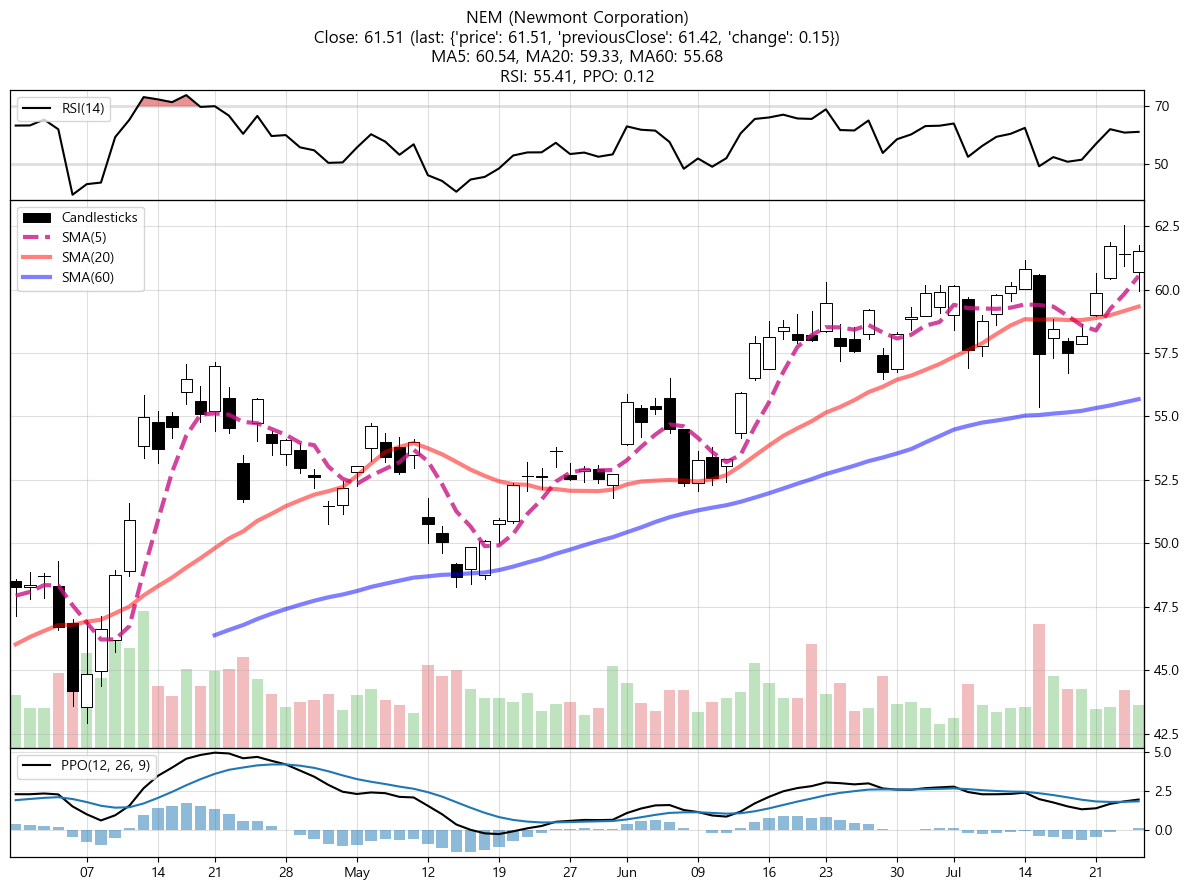 NEM (Newmont Corporation)
Close: 61.51 (last: {'price': 61.51, 'previousClose': 61.42, 'change': 0.15})
MA5: 60.54, MA20: 59.33, MA60: 55.68
RSI: 55.41, PPO: 0.12
RSI(14)
70
50
Candlesticks
SMA(5)
SMA(20)
SMA(60)
62.5
60.0
57.5
55.0
52.5
50.0
47.5
45.0
42.5
PPO(12, 26, 9)
5.0
2.5
0.0
07 14 21 28 May 12 19 27 Jun 09 16 23 30 Jul 14 21